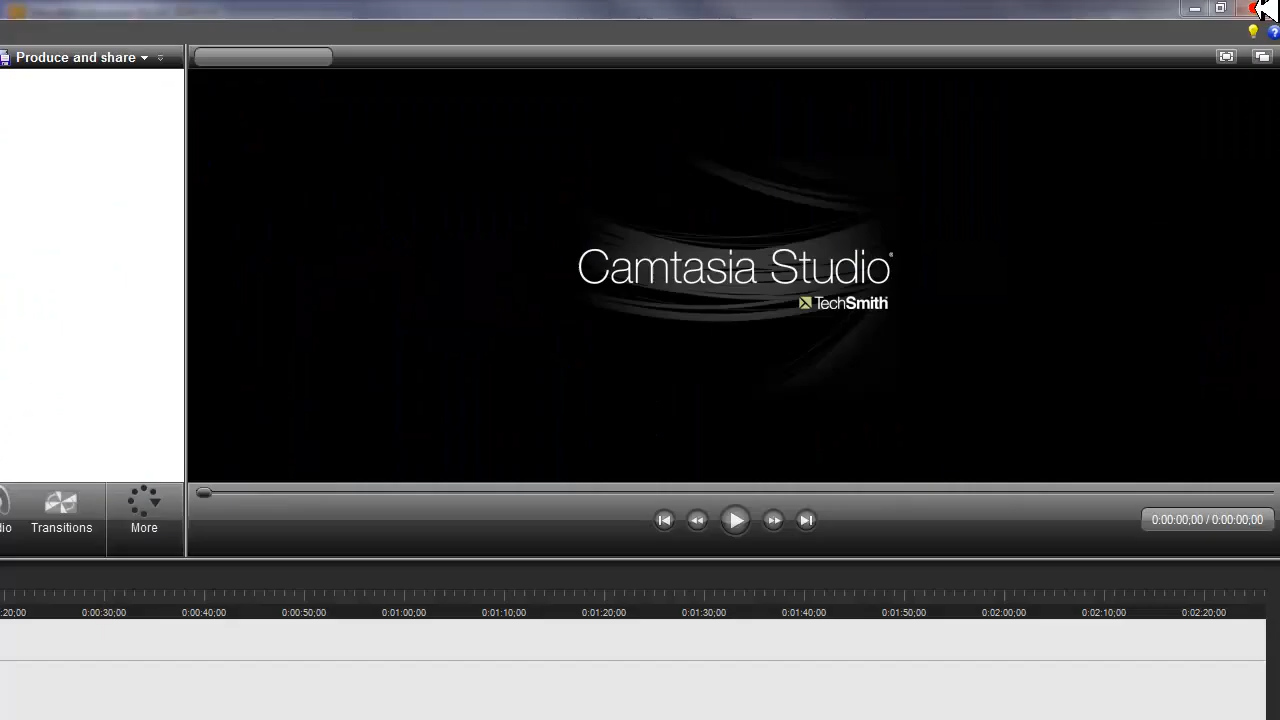 Produce and share
Camtasia Studio®
TechSmith
dio
Transitions
More
0:00:00;00 / 0:00:00;00
:20;00 0:00:30;00 0:00:40;00 0:00:50;00 0:01:00;00 0:01:10;00 0:01:20;00 0:01:30;00 0:01:40;00 0:01:50;00 0:02:00;00 0:02:10;00 0:02:20;00